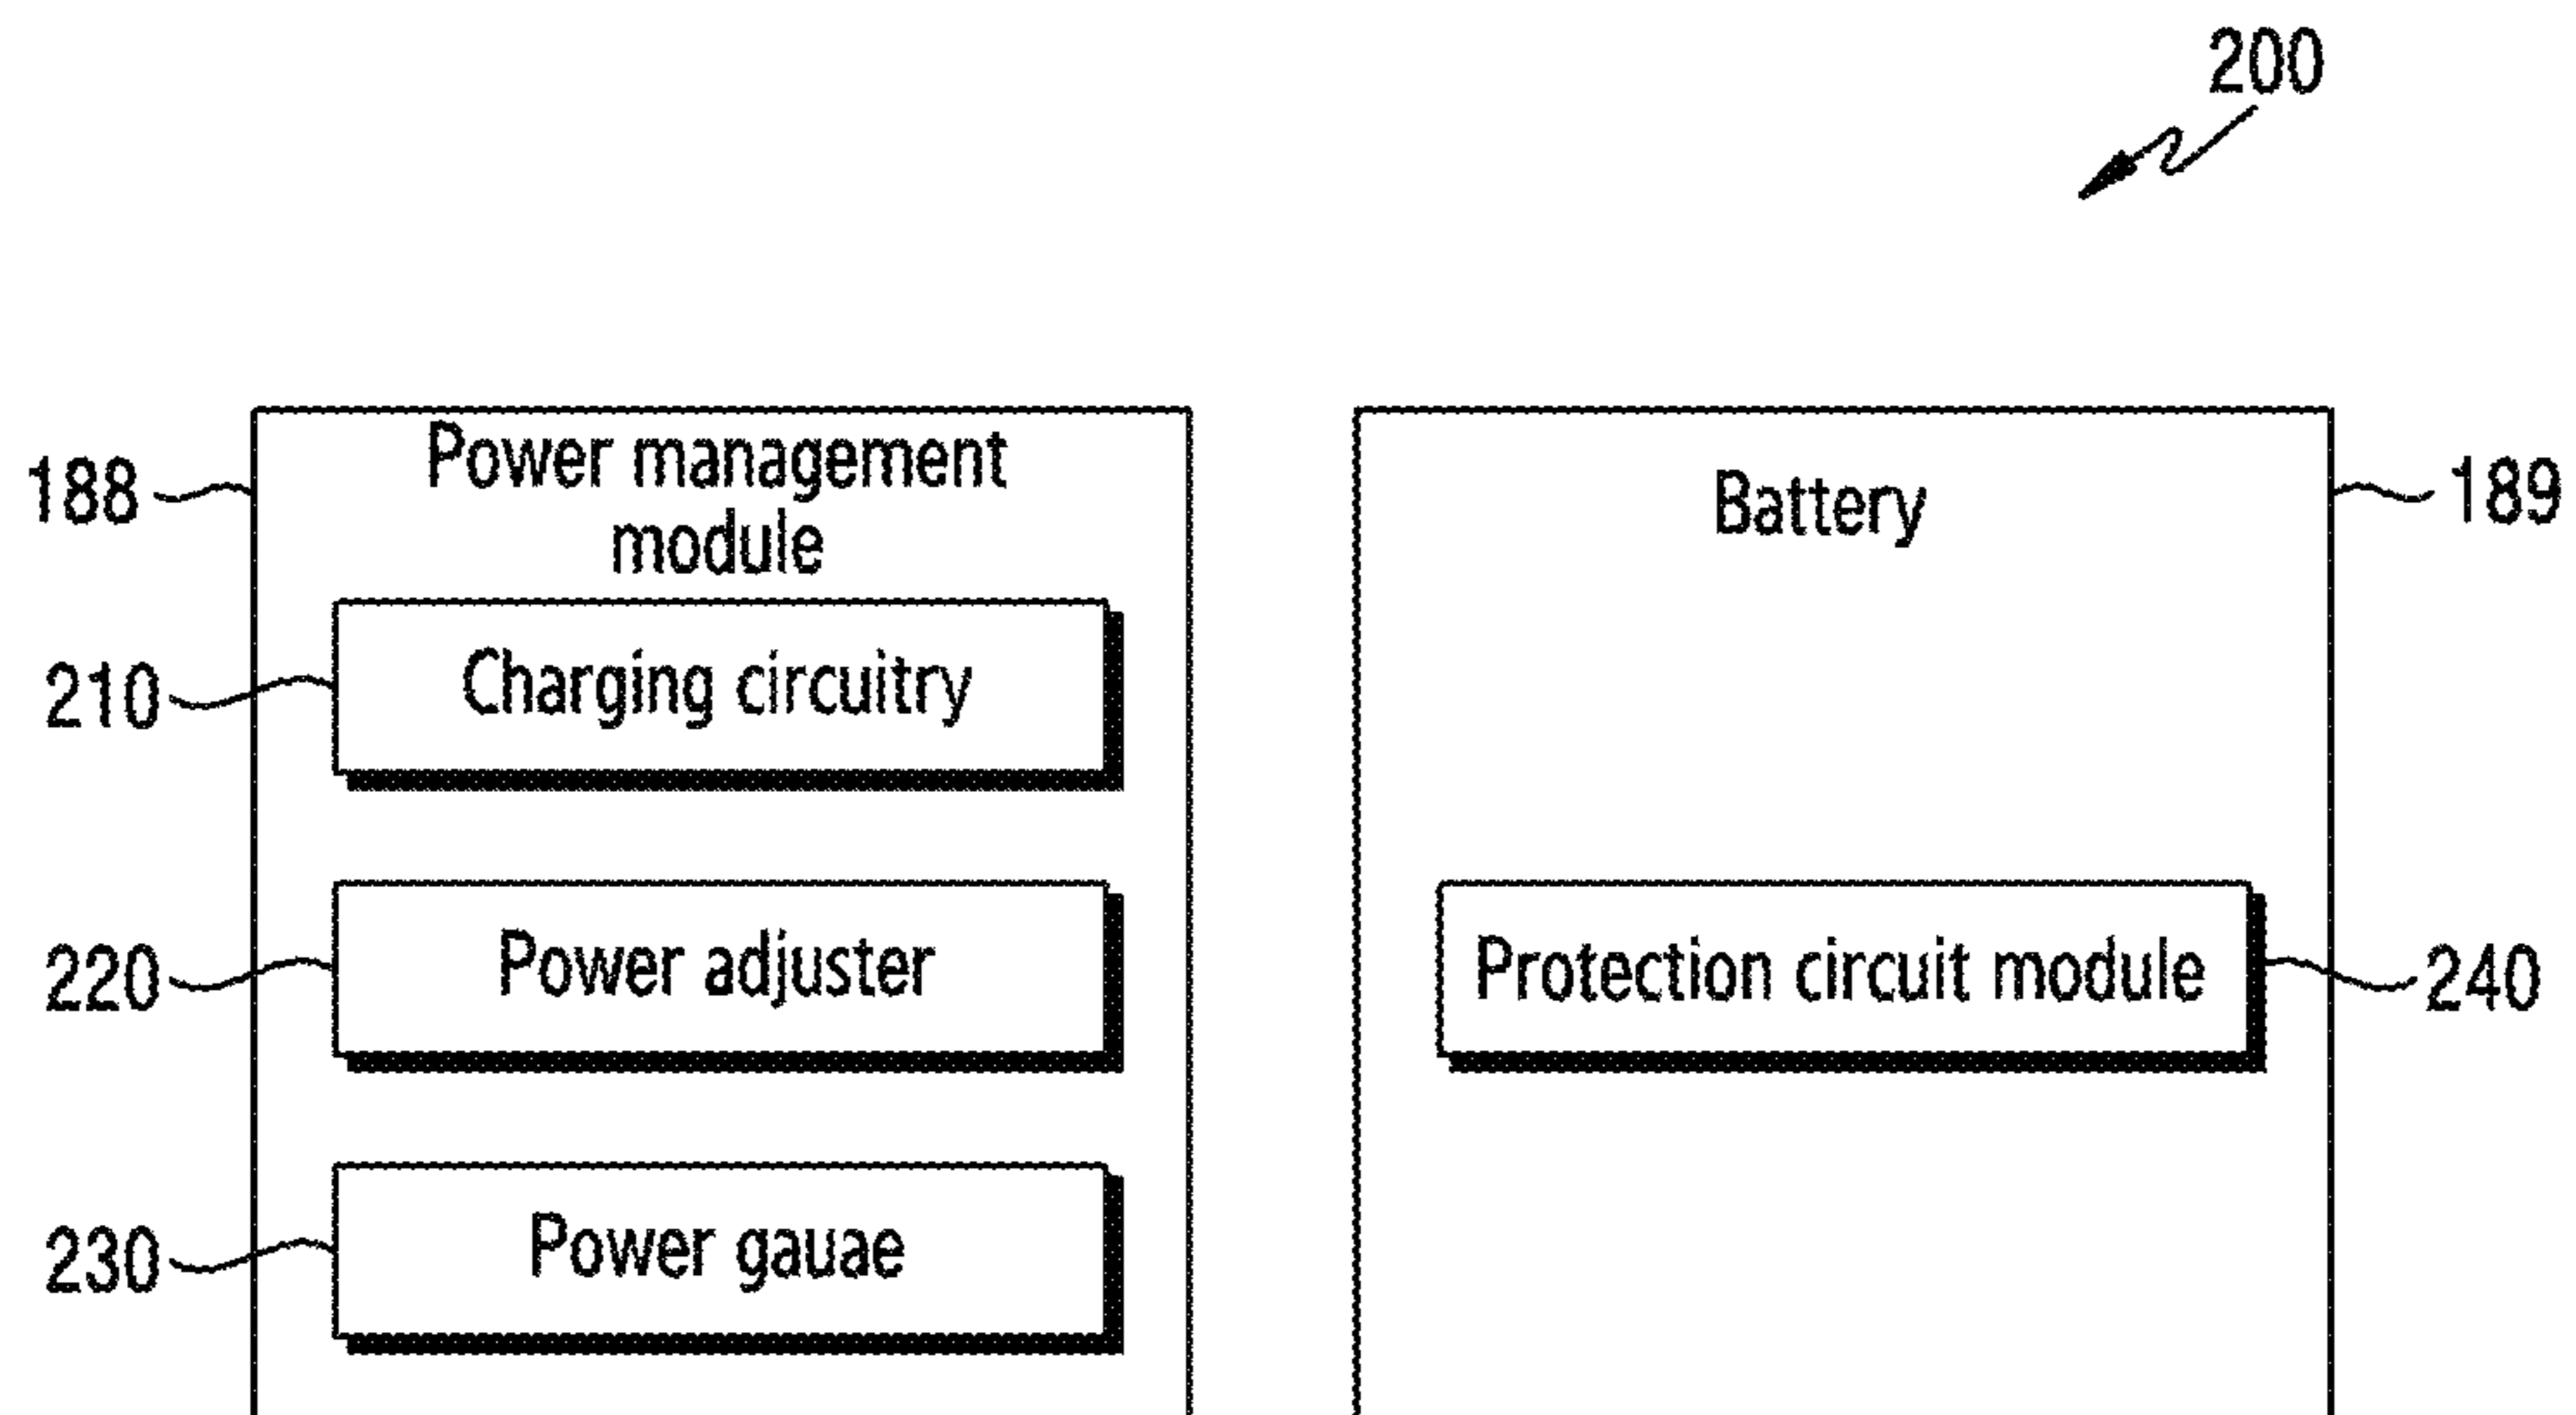 200
188
Power management
module
Battery
189
210
Charging circuitry
220
Power adjuster
Protection circuit module
240
230
Power gauae